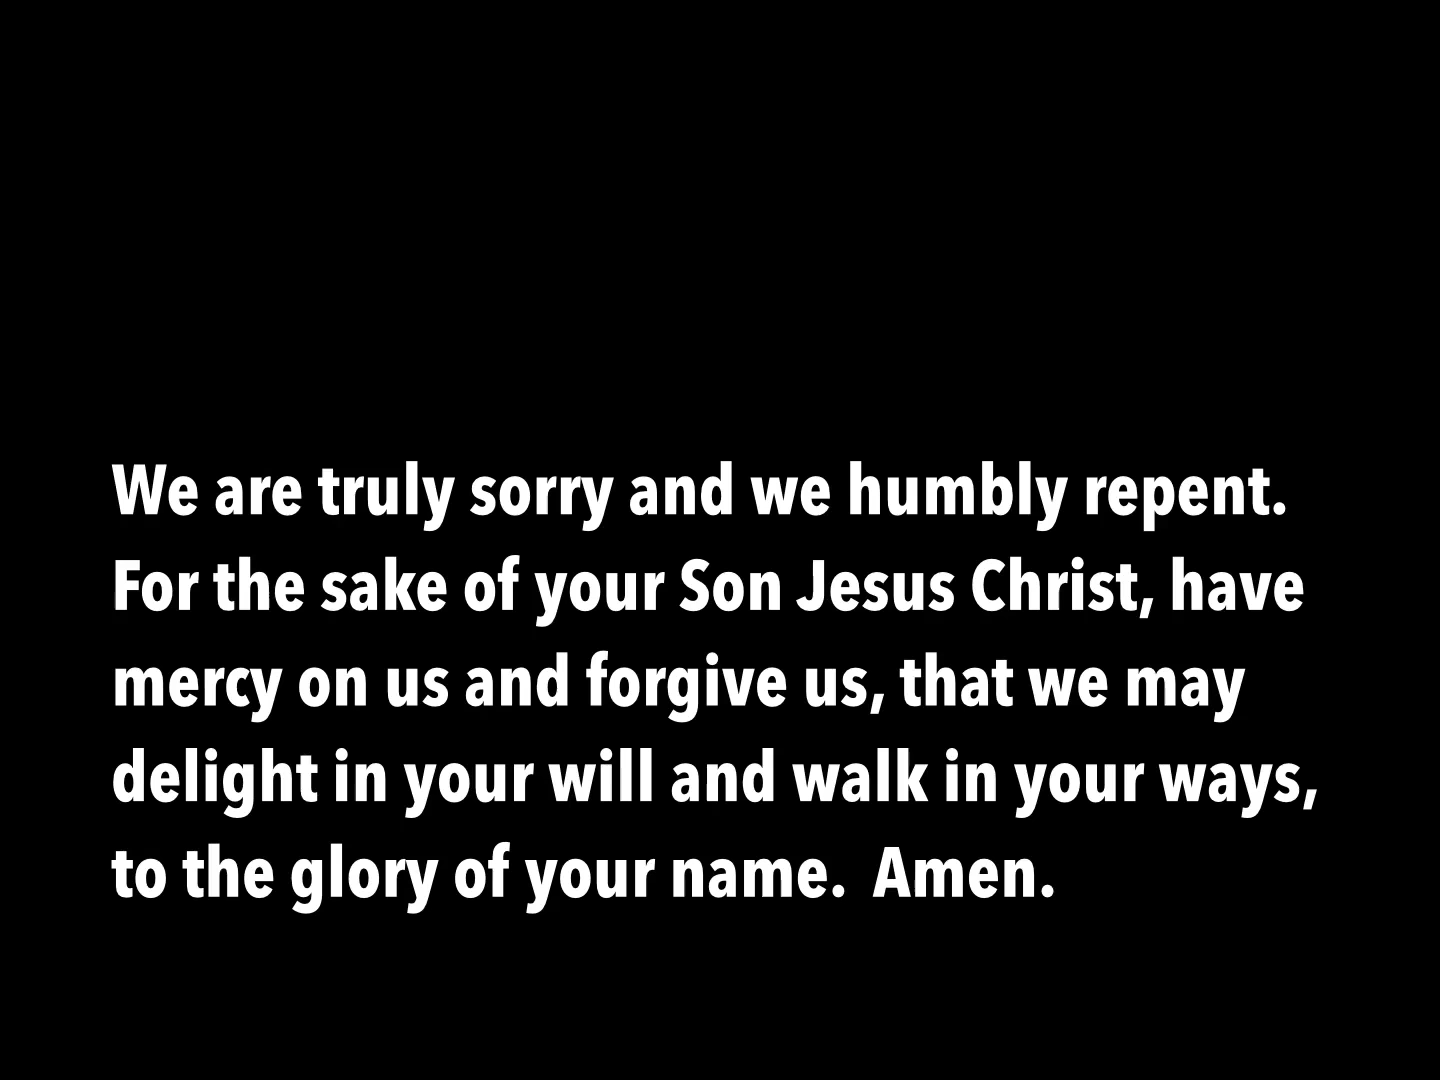 We are truly sorry and we humbly repent.
For the sake of your Son Jesus Christ, have
mercy on us and forgive us, that we may
delight in your will and walk in your ways,
to the glory of your name.  Amen.